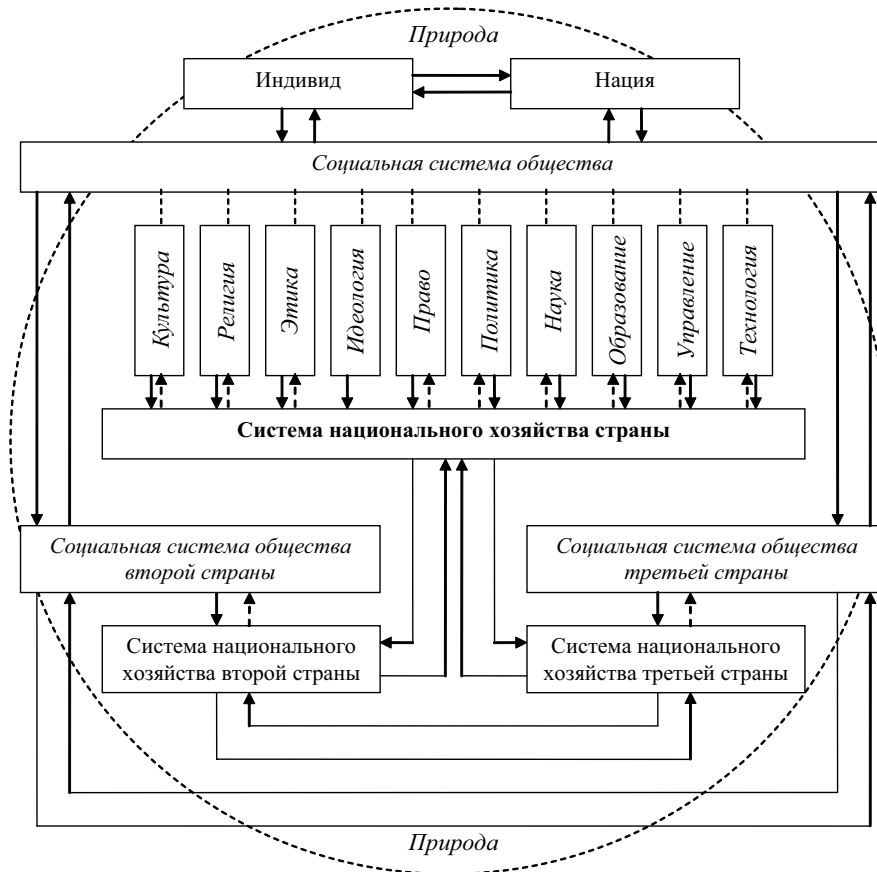 Природа
Индивид
Нация
Социальная система общества
Культура
Религия
Этика
Идеология
Право
Политика
Наука
Образование
Управление
Технология
Система национального хозяйства страны
Социальная система общества
второй страны
Социальная система общества
третьей страны
Система национального
хозяйства второй страны
Система национального
хозяйства третьей страны
Природа